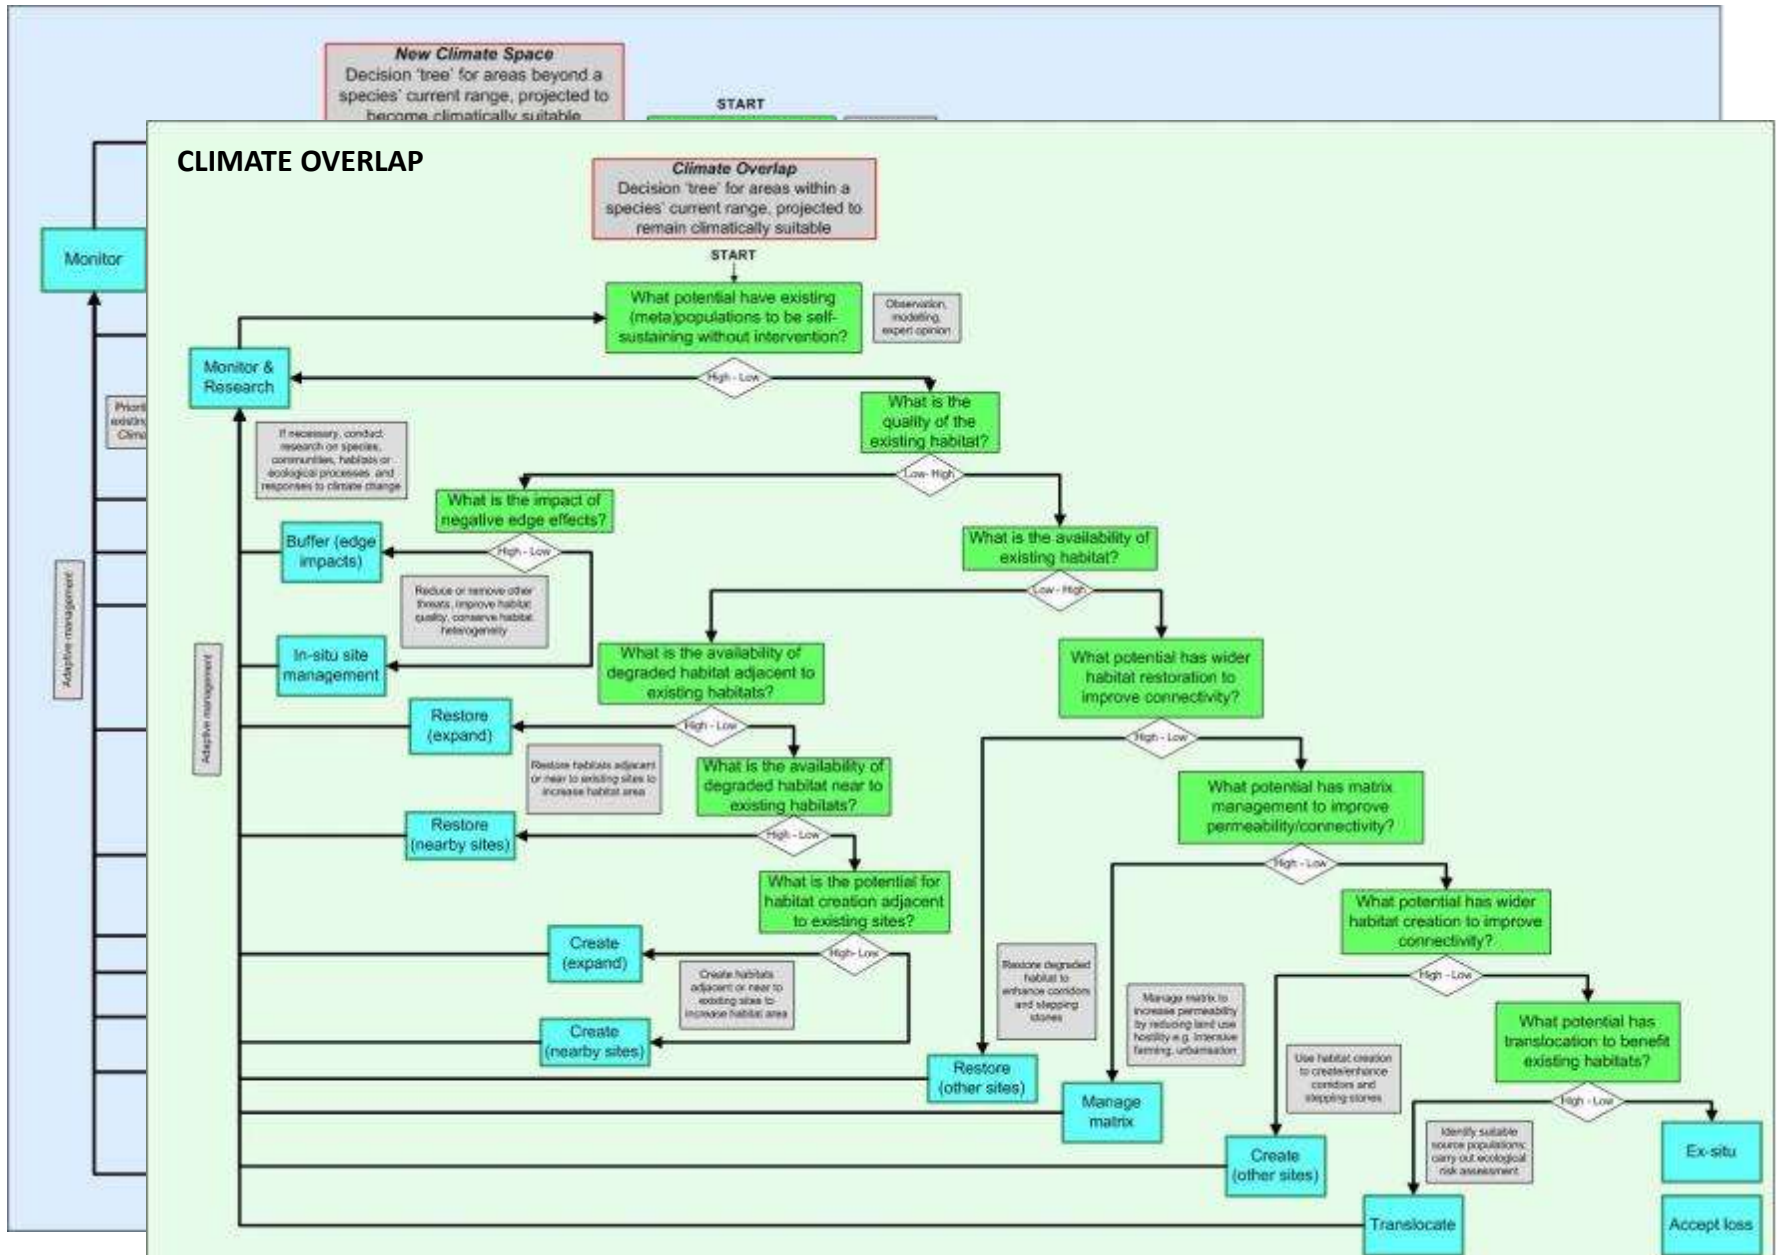 New Climate Space
Decision 'tree' for areas beyond a
species' current range, projected to
become climatically suitable
START
Monitor
Adaptive management
CLIMATE OVERLAP
Climate Overlap
Decision 'tree' for areas within a
species' current range, projected to
remain climatically suitable
START
What potential have existing
(meta)populations to be self-
sustaining without intervention?
Observation,
modelling,
expert opinion
Monitor &
Research
High - Low
What is the
quality of the
existing habitat?
If necessary, conduct
research on species,
communities, habitats or
ecological processes and
responses to climate change
Low- High
What is the impact of
negative edge effects?
Buffer (edge
impacts)
High - Low
What is the availability of
existing habitat?
Reduce or remove other
threats, improve habitat
quality, conserve habitat
heterogeneity
Low - High
In-situ site
management
What is the availability of
degraded habitat adjacent to
existing habitats?
What potential has wider
habitat restoration to
improve connectivity?
Adaptive management
Restore
(expand)
High - Low
High - Low
Restore habitats adjacent
or near to existing sites to
increase habitat area
What is the availability of
degraded habitat near to
existing habitats?
What potential has matrix
management to improve
permeability/connectivity?
Restore
(nearby sites)
High - Low
High - Low
What is the potential for
habitat creation adjacent
to existing sites?
What potential has wider
habitat creation to improve
connectivity?
Create
(expand)
High- Low
Create habitats
adjacent or near to
existing sites to
increase habitat area
Restore degraded
habitat to
enhance corridors
and stepping
stones
High - Low
Manage matrix to
increase permeability
by reducing land use
hostility e.g. intensive
farming, urbanisation
What potential has
translocation to benefit
existing habitats?
Create
(nearby sites)
Restore
(other sites)
Use habitat creation
to create/enhance
corridors and
stepping-stones
Manage
matrix
High - Low
Identify suitable
source populations;
carry out ecological
risk assessment
Create
(other sites)
Ex-situ
Translocate
Accept loss